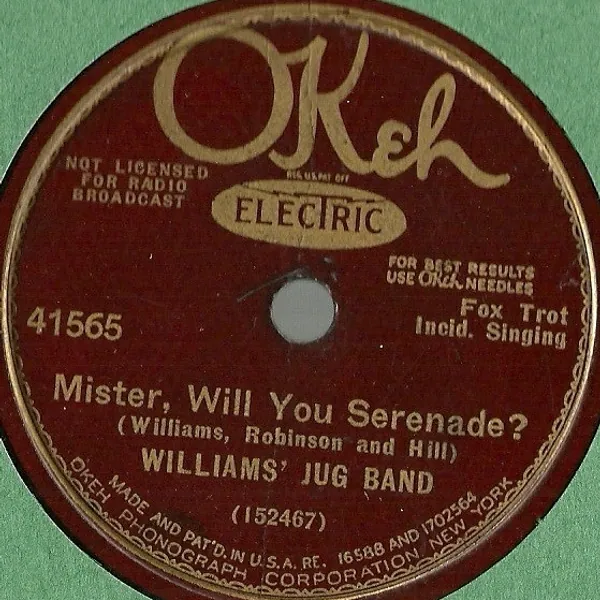 OKeh
REG. U.S. PAT. OFF.
ELECTRIC
NOT LICENSED
FOR RADIO
BROADCAST
FOR BEST RESULTS
USE OKeh NEEDLES
41565
Fox Trot
Incid. Singing
Mister, Will You Serenade?
(Williams, Robinson and Hill)
WILLIAMS' JUG BAND
(152467)
MADE AND PAT'D. IN U.S.A. RE. 16588 AND 1702564
OKEH PHONOGRAPH CORPORATION NEW YORK